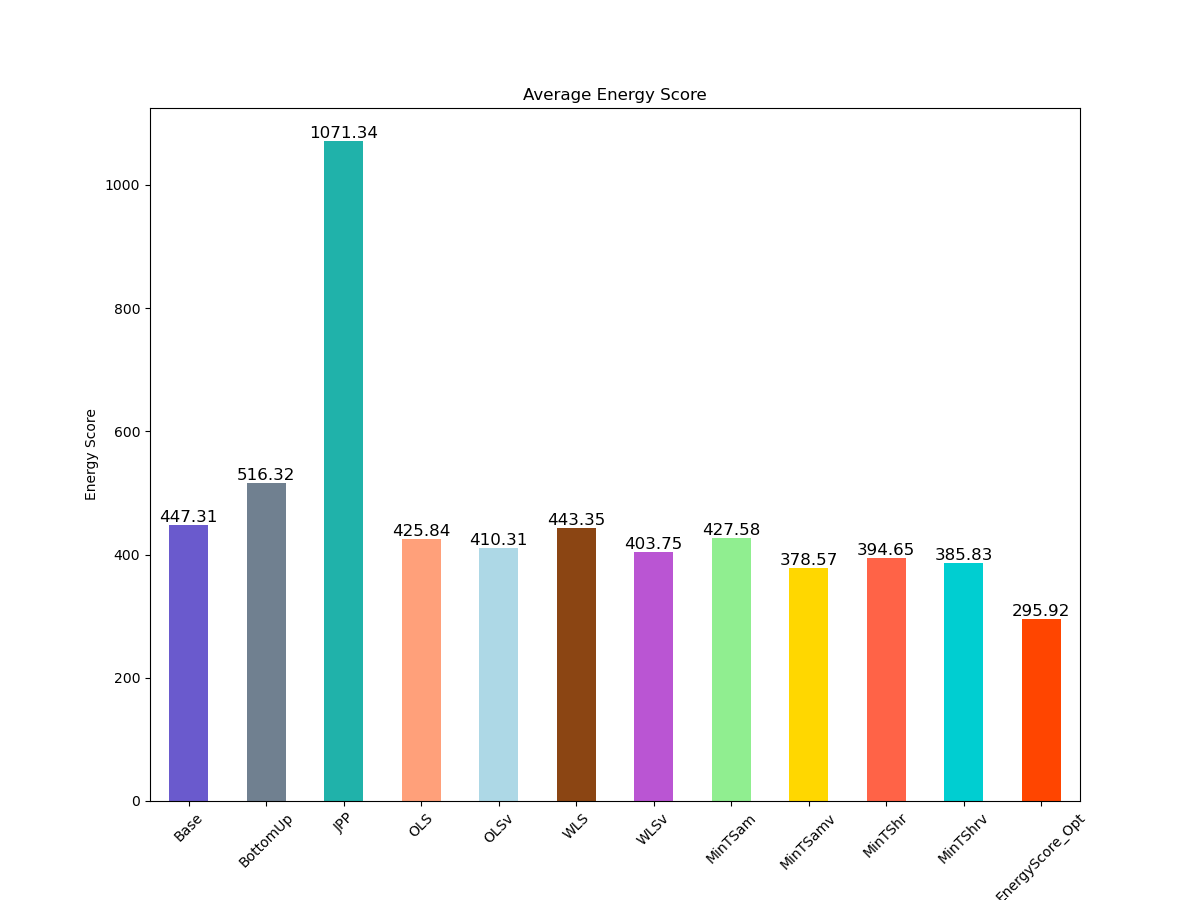 Average Energy Score
Energy Score
1000
800
600
400
200
0
447.31
516.32
1071.34
425.84
410.31
443.35
403.75
427.58
378.57
394.65
385.83
295.92
Base
BottomUp
JPP
OLS
OLSv
WLS
WLSv
MinTSam
MinTSamv
MinTShr
MinTShrv
EnergyScore_Opt